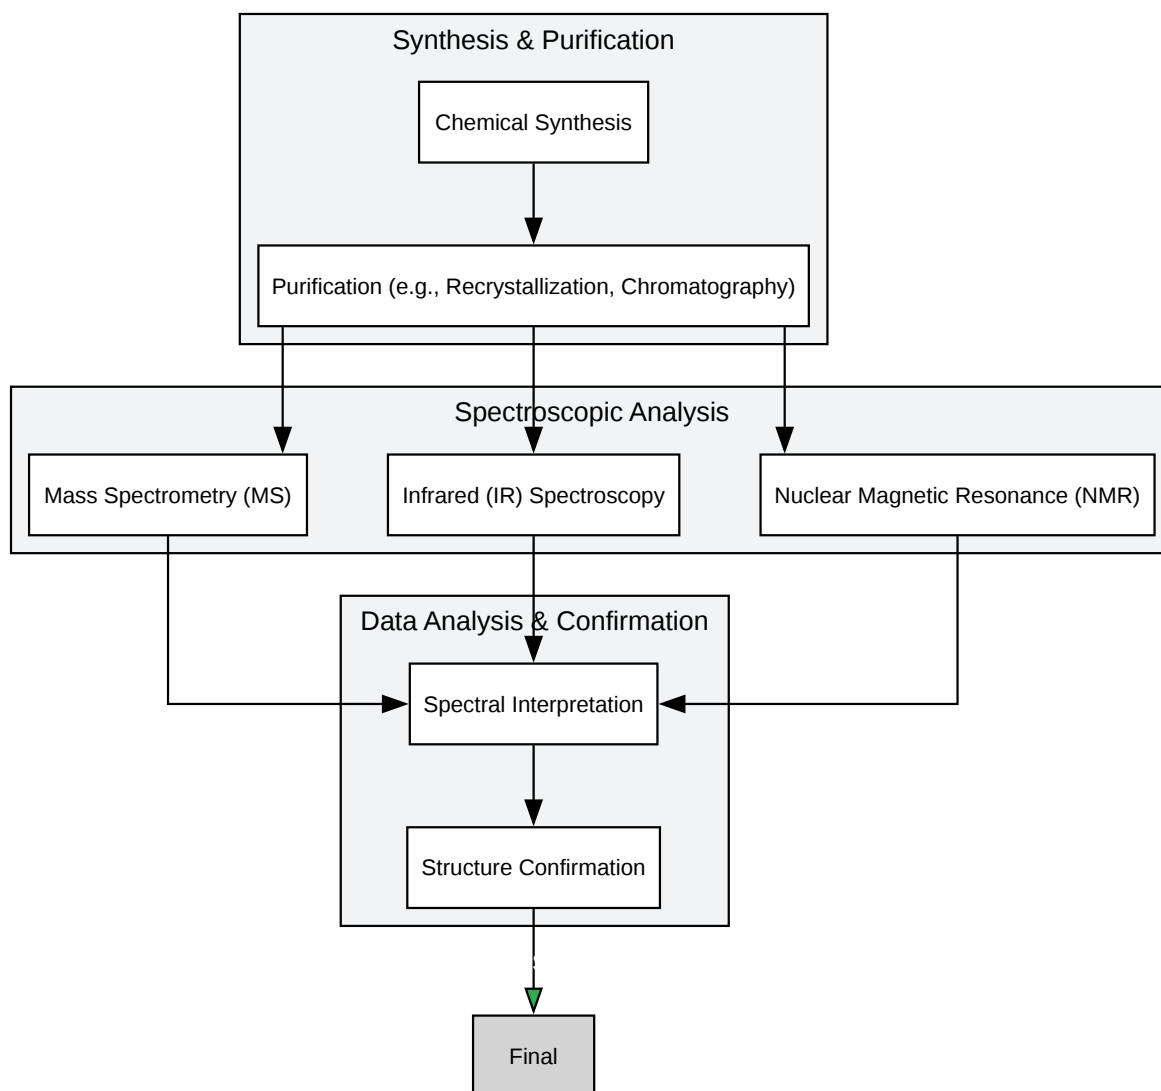 Synthesis & Purification
Chemical Synthesis
Purification (e.g., Recrystallization, Chromatography)
Spectroscopic Analysis
Mass Spectrometry (MS)
Infrared (IR) Spectroscopy
Nuclear Magnetic Resonance (NMR)
Data Analysis & Confirmation
Spectral Interpretation
Structure Confirmation
Final